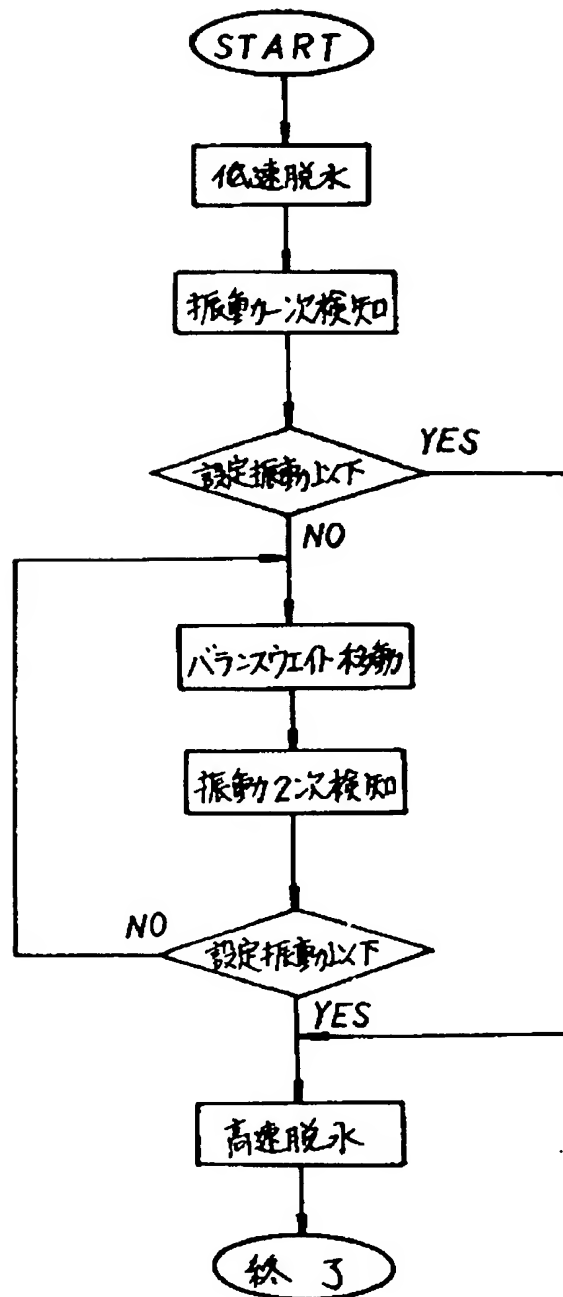 START
低速脱水
振動一次検知
設定振動以下
YES
NO
バランスウエイト移動
振動2次検知
NO
設定振動以下
YES
高速脱水
終了